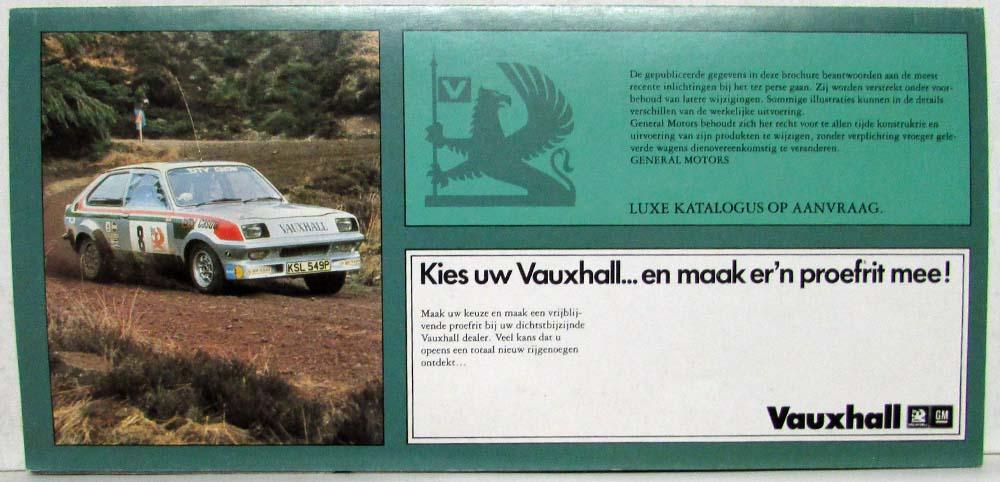 DTV CHEV
8
VAUXHALL
KSL 549P
V
De gepubliceerde gegevens in deze brochure beantwoorden aan de meest
recente inlichtingen bij het ter perse gaan. Zij worden verstrekt onder voor-
behoud van latere wijzigingen. Sommige illustraties kunnen in de details
verschillen van de werkelijke uitvoering.
General Motors behoudt zich het recht voor te allen tijde konstruktie en
uitvoering van zijn produkten te wijzigen, zonder verplichting vroeger gele-
verde wagens dienovereenkomstig te veranderen.
GENERAL MOTORS
LUXE KATALOGUS OP AANVRAAG.
Kies uw Vauxhall... en maak er'n proefrit mee!
Maak uw keuze en maak een vrijblij-
vende proefrit bij uw dichtstbijzijnde
Vauxhall dealer. Veel kans dat u
opeens een totaal nieuw rijgenoegen
ontdekt...
Vauxhall
GM